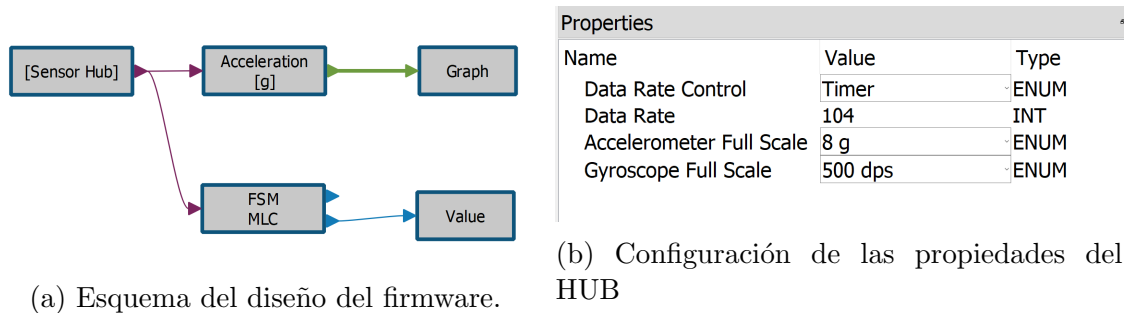 [Sensor Hub]
Acceleration
[g]
Graph
FSM
MLC
Value
(a) Esquema del diseño del firmware.
Properties
Name Value Type
Data Rate Control Timer ENUM
Data Rate 104 INT
Accelerometer Full Scale 8 g ENUM
Gyroscope Full Scale 500 dps ENUM
(b) Configuración de las propiedades del
HUB